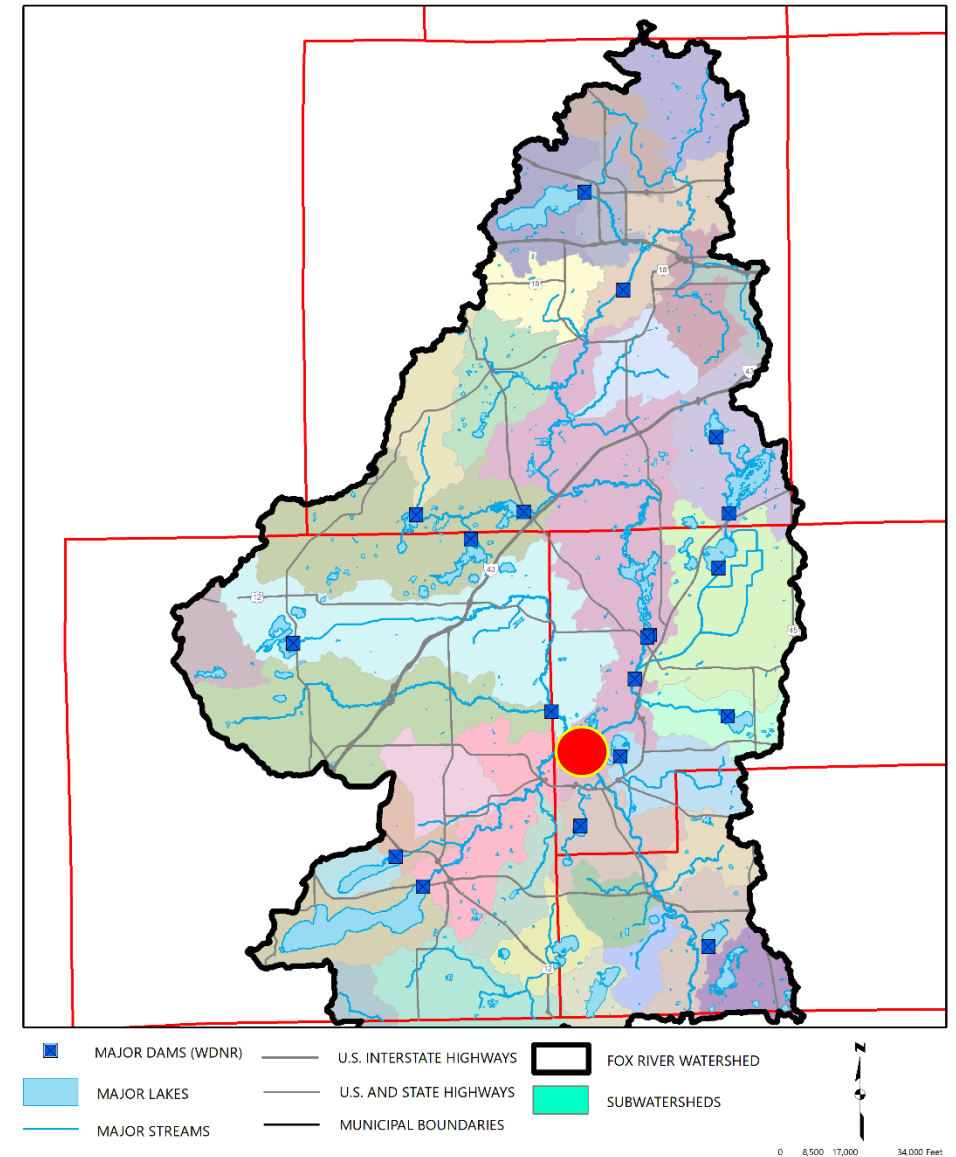 18
18
43
43
12
45
12
MAJOR DAMS (WDNR)
U.S. INTERSTATE HIGHWAYS
FOX RIVER WATERSHED
N
MAJOR LAKES
U.S. AND STATE HIGHWAYS
SUBWATERSHEDS
MAJOR STREAMS
MUNICIPAL BOUNDARIES
0 8,500 17,000 34,000 Feet